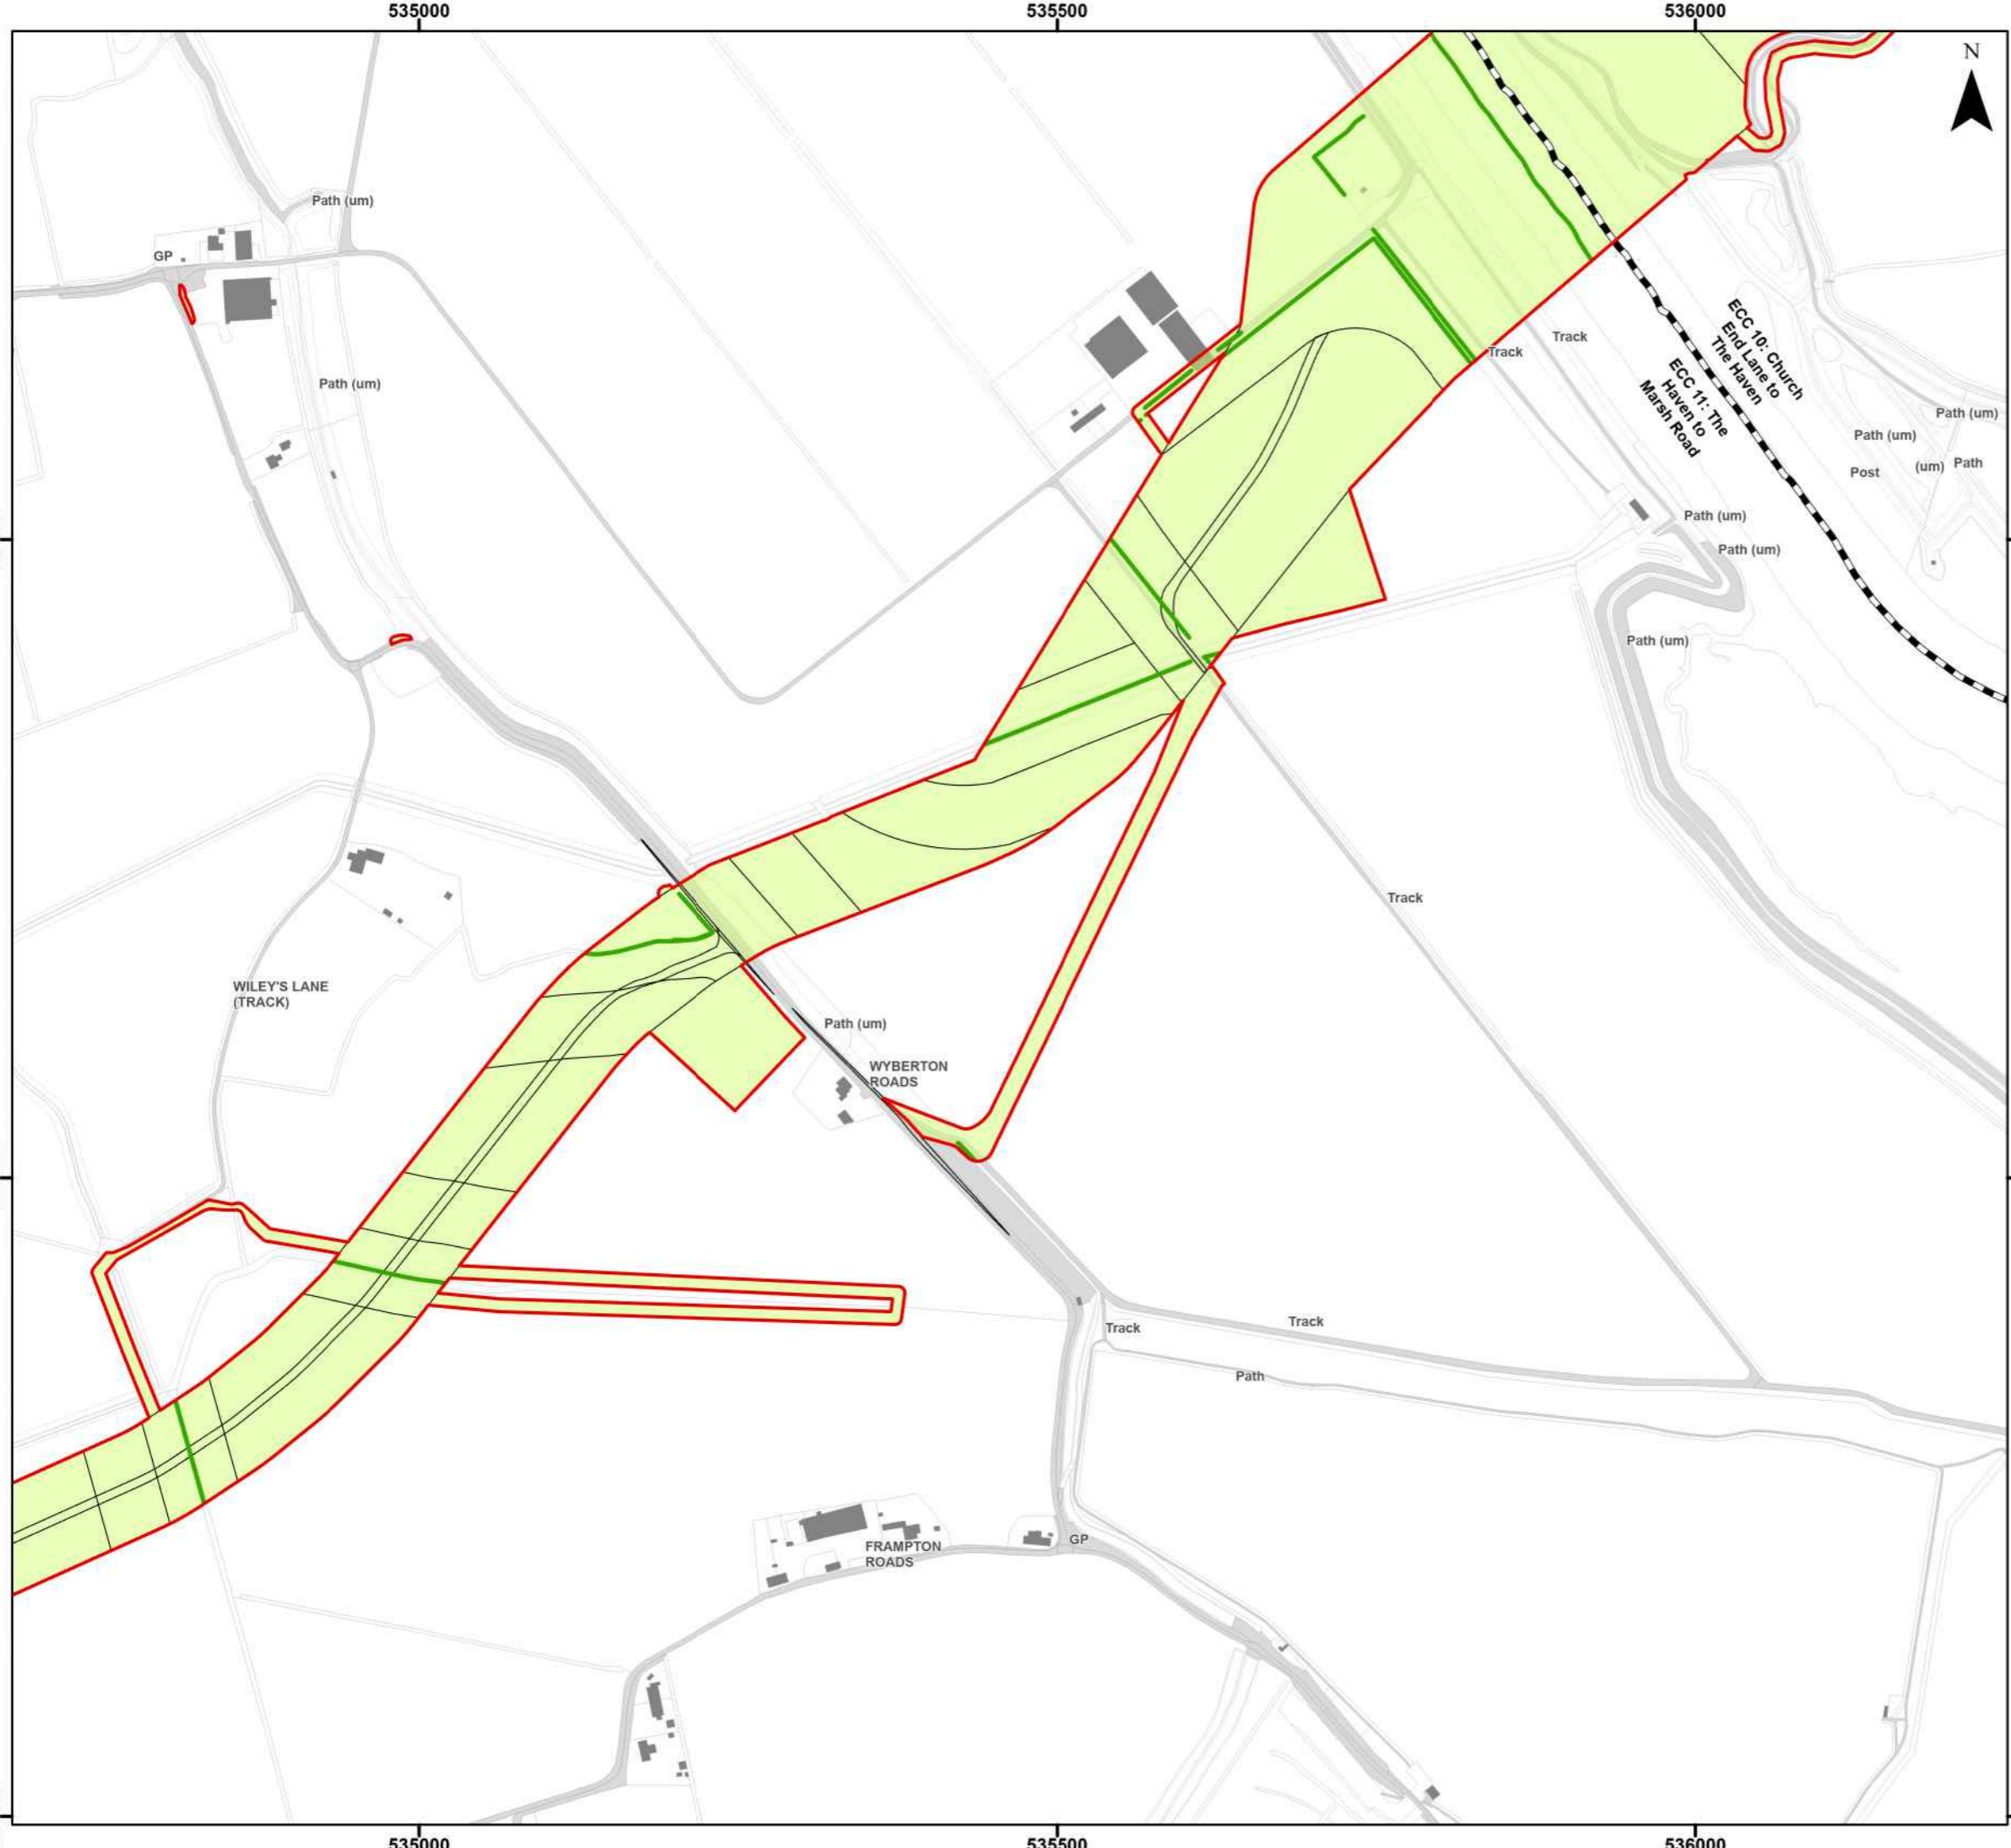 535000
535500
536000
N
Path (um)
GP
Path (um)
Track
Track
ECC 10: Church
End Lane to
The Haven
ECC 11: The
Haven to
Marsh Road
Path (um)
Path (um)
Post
(um)
Path
Path (um)
Path (um)
Path (um)
Track
WILEY'S LANE
(TRACK)
Path (um)
WYBERTON
ROADS
Track
Track
Path
FRAMPTON
ROADS
GP
535000
535500
536000